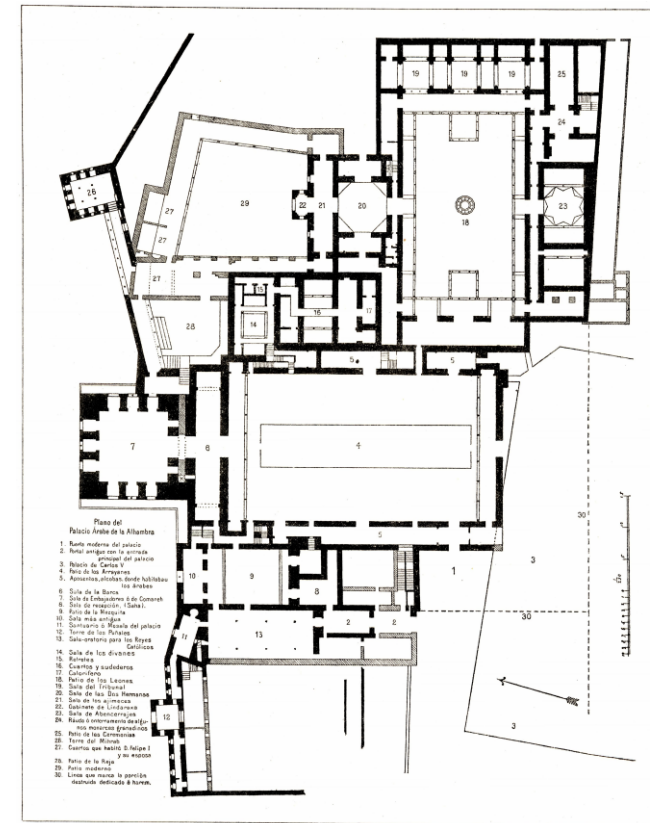 19
19
19
25
24
26
27
27
27
29
22
21
20
18
23
15
14
16
17
28
5
5
7
6
4
5
30
3
10
9
8
1
2
2
30
13
11
12
3
Plano del
Palacio Árabe de la Alhambra
1. Puerta moderna del palacio
2. Portal antiguo con la entrada
principal del palacio
3. Palacio de Carlos V
4. Patio de los Arrayanes
5. Aposentos, alcobas, donde habitaban
los árabes
6. Sala de la Barca
7. Sala de Embajadores ó de Comareh
8. Sala de recepción, (Saha).
9. Patio de la Mezquita
10. Sala más antigua
11. Santuario ó Mezela del palacio
12. Torre de los Puñales
13. Sala-oratorio para los Reyes
Católicos
14. Sala de los divanes
15. Retretes
16. Cuartos y sudaderos
17. Calorífero
18. Patio de los Leones
19. Sala del Tribunal
20. Sala de las Dos Hermanas
21. Sala de los ajimeces
22. Gabinete de Lindaraxa
23. Sala de Abencerrajes
24. Ráuda ó enterramiento de algu-
nos monarcas granadinos
25. Patio de las Ceremonias
26. Torre del Mihrab
27. Cuartos que habitó D. Felipe I
y su esposa
28. Patio de la Reja
29. Patio moderno
30. Línea que marca la porción
destruida dedicada á harem.